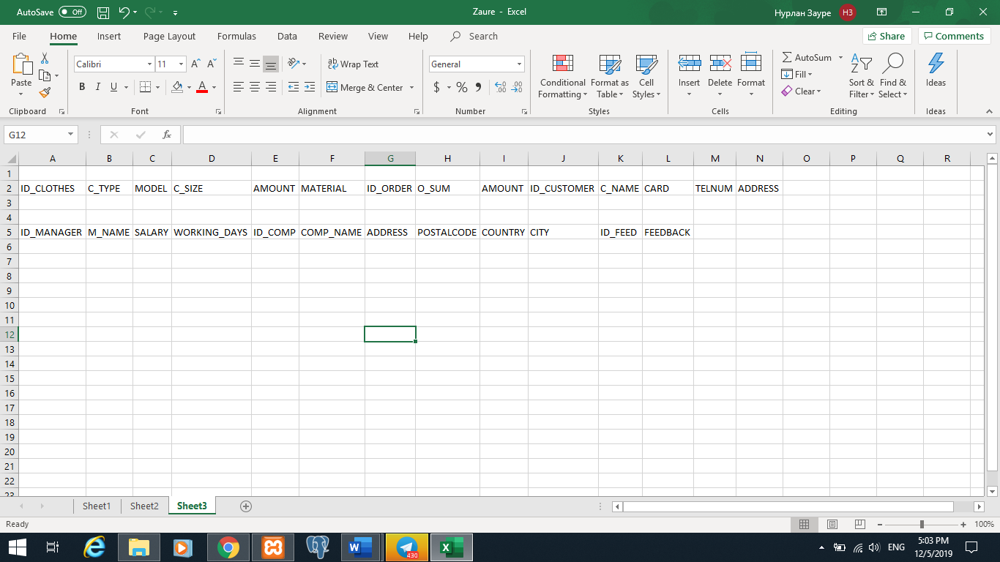 AutoSave Off Zaure - Excel Нурлан Зауре НЗ
File Home Insert Page Layout Formulas Data Review View Help Search Share Comments
Paste Calibri 11 Wrap Text General Conditional Formatting Format as Table Cell Styles Insert Delete Format AutoSum Sort & Filter Find & Select Ideas
B I U A Merge & Center $ % Fill Clear
Clipboard Font Alignment Number Styles Cells Editing Ideas
G12 fx
A B C D E F G H I J K L M N O P Q R
1
2 ID_CLOTHES C_TYPE MODEL C_SIZE AMOUNT MATERIAL ID_ORDER O_SUM AMOUNT ID_CUSTOMER C_NAME CARD TELNUM ADDRESS
3
4
5 ID_MANAGER M_NAME SALARY WORKING_DAYS ID_COMP COMP_NAME ADDRESS POSTALCODE COUNTRY CITY ID_FEED FEEDBACK
6
7
8
9
10
11
12
13
14
15
16
17
18
19
20
21
22
23
Sheet1 Sheet2 Sheet3
Ready 100%
430 ENG 5:03 PM
12/5/2019